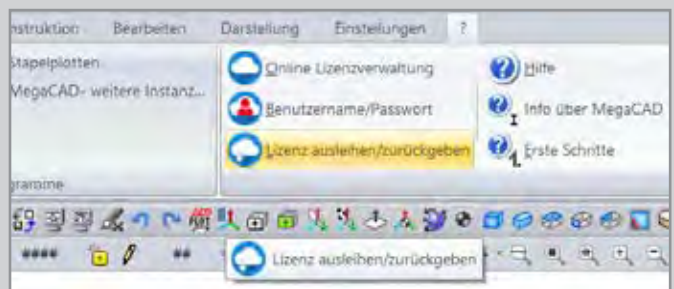 nstruktion Bearbeiten Darstellung Einstellungen ?
Stapelplotten
MegaCAD- weitere Instanz...
Online Lizenzverwaltung
Benutzername/Passwort
Lizenz ausleihen/zurückgeben
Hilfe
Info über MegaCAD
Erste Schritte
gramme
####
##
Lizenz ausleihen/zurückgeben